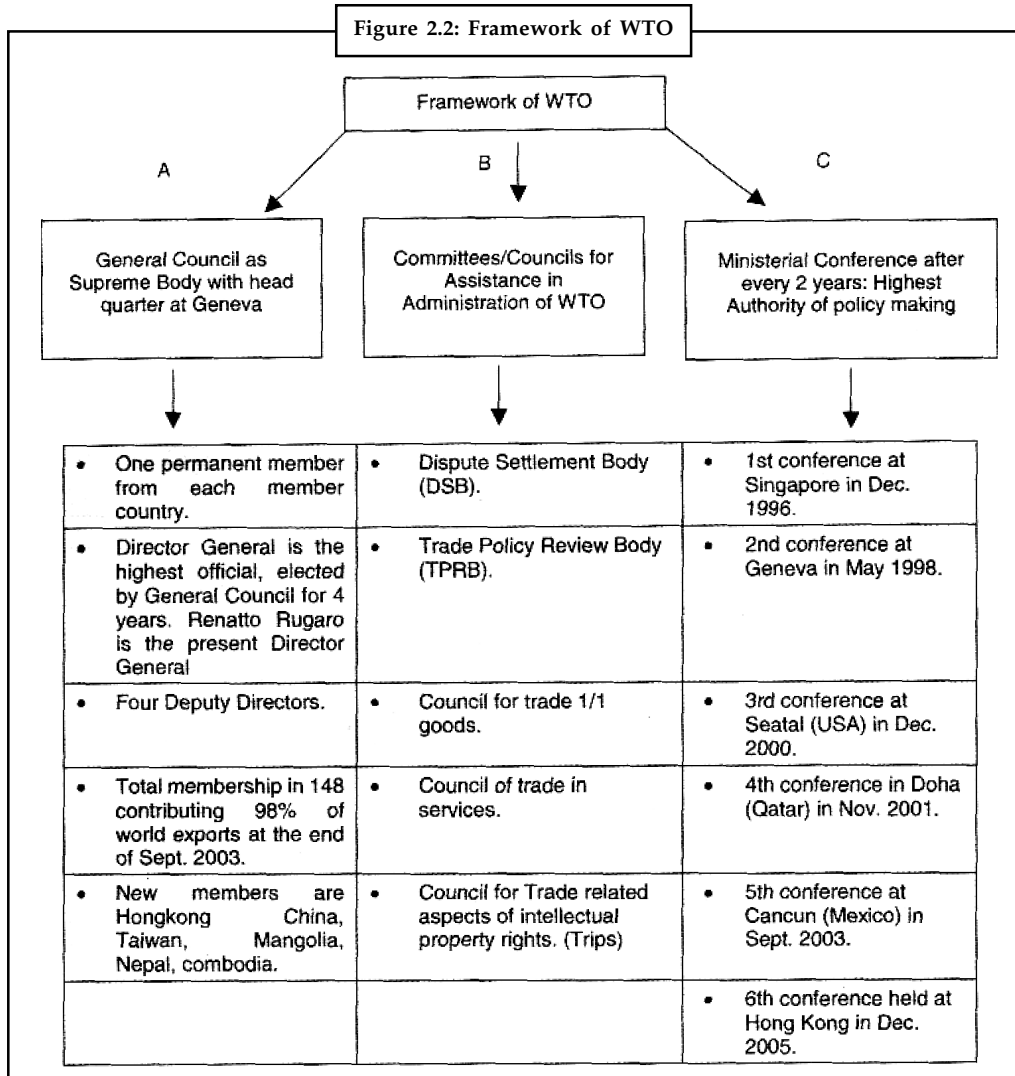 Figure 2.2: Framework of WTO
Framework of WTO
A
B
C
General Council as
Supreme Body with head
quarter at Geneva
Committees/Councils for
Assistance in
Administration of WTO
Ministerial Conference after
every 2 years: Highest
Authority of policy making
• One permanent member
from each member
country.
• Dispute Settlement Body
(DSB).
• 1st conference at
Singapore in Dec.
1996.
• Director General is the
highest official, elected
by General Council for 4
years. Renatto Rugaro
is the present Director
General
• Trade Policy Review Body
(TPRB).
• 2nd conference at
Geneva in May 1998.
• Four Deputy Directors.
• Council for trade 1/1
goods.
• 3rd conference at
Seatal (USA) in Dec.
2000.
• Total membership in 148
contributing 98% of
world exports at the end
of Sept. 2003.
• Council of trade in
services.
• 4th conference in Doha
(Qatar) in Nov. 2001.
• New members are
Hongkong China,
Taiwan, Mangolia,
Nepal, combodia.
• Council for Trade related
aspects of intellectual
property rights. (Trips)
• 5th conference at
Cancun (Mexico) in
Sept. 2003.
• 6th conference held at
Hong Kong in Dec.
2005.